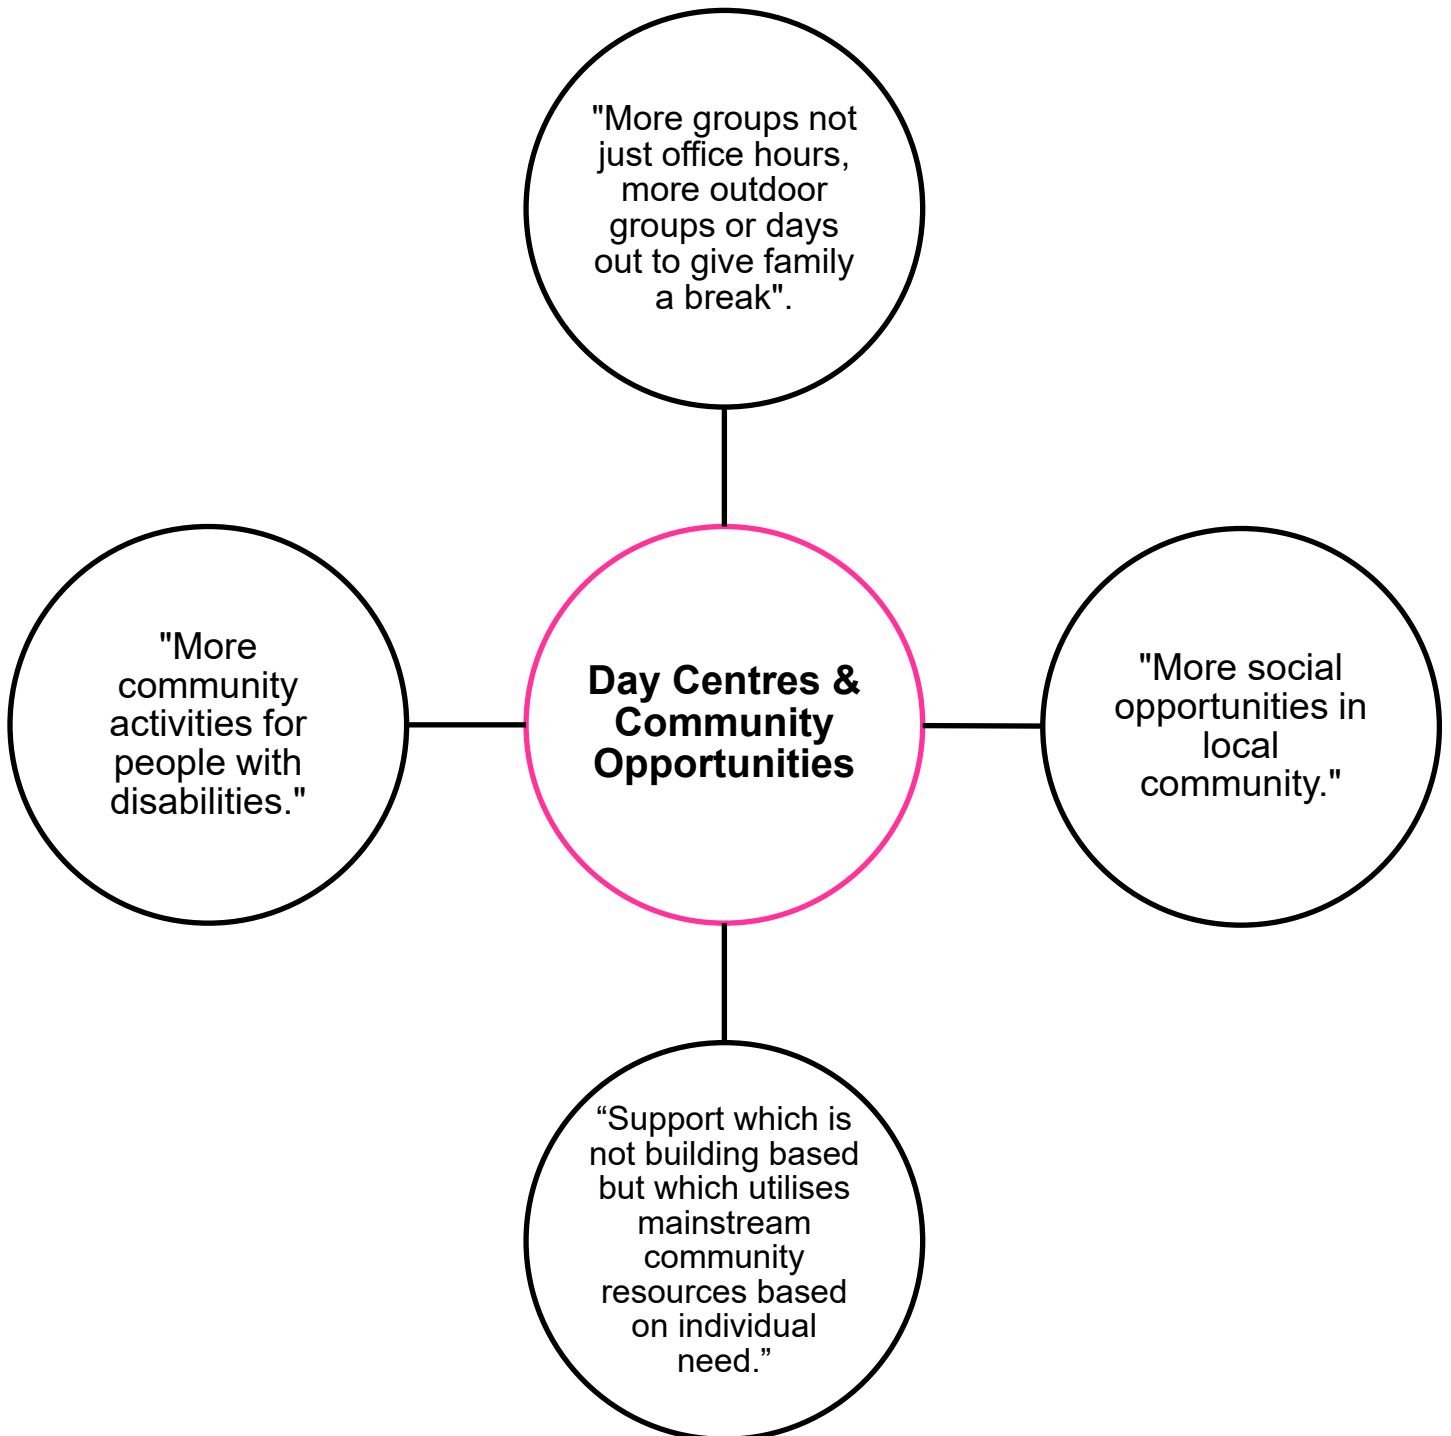 "More groups not
just office hours,
more outdoor
groups or days
out to give family
a break".
"More
community
activities for
people with
disabilities."
Day Centres &
Community
Opportunities
"More social
opportunities in
local
community."
“Support which is
not building based
but which utilises
mainstream
community
resources based
on individual
need.”